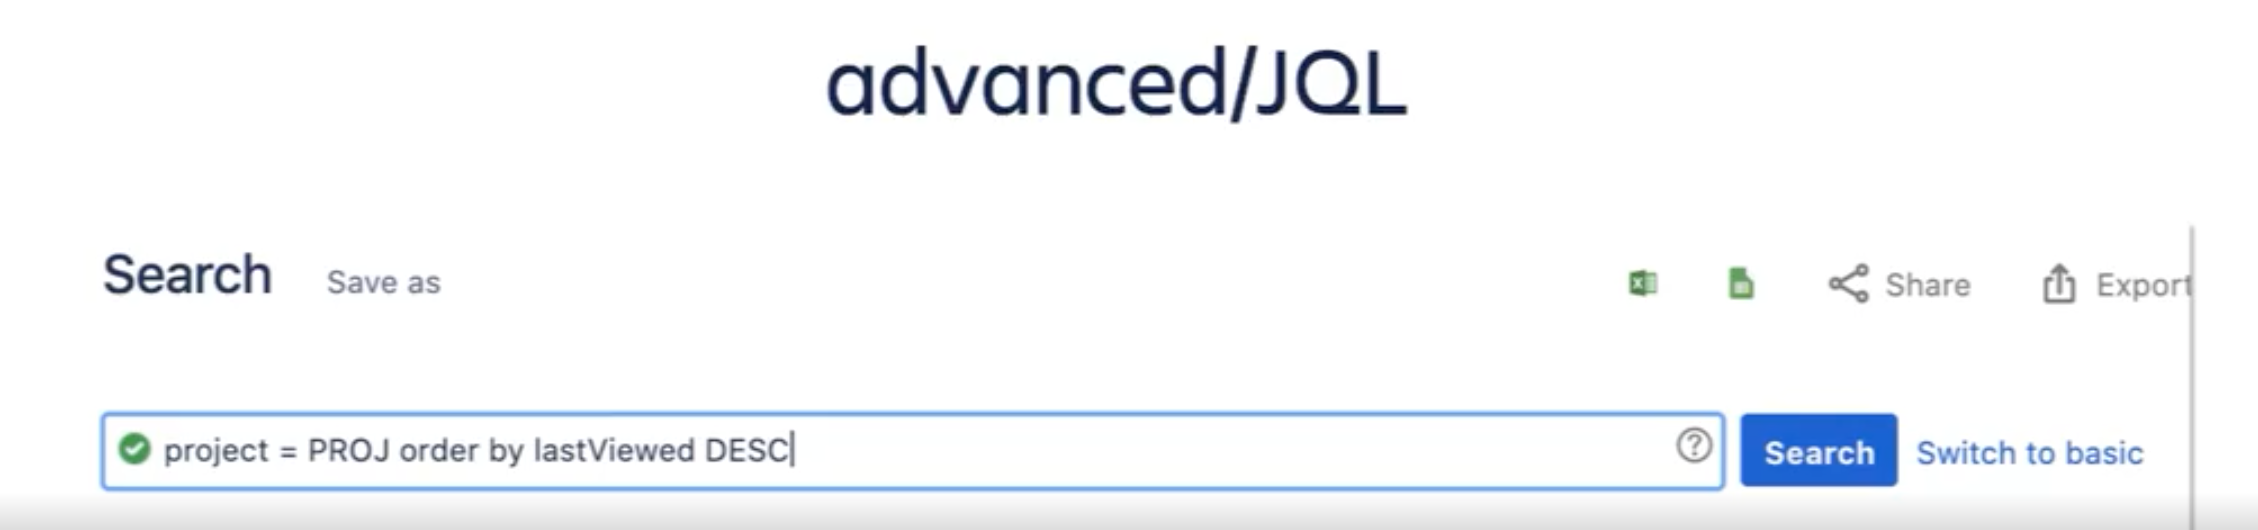 advanced/JQL
Search Save as Share Export
project = PROJ order by lastViewed DESC Search Switch to basic